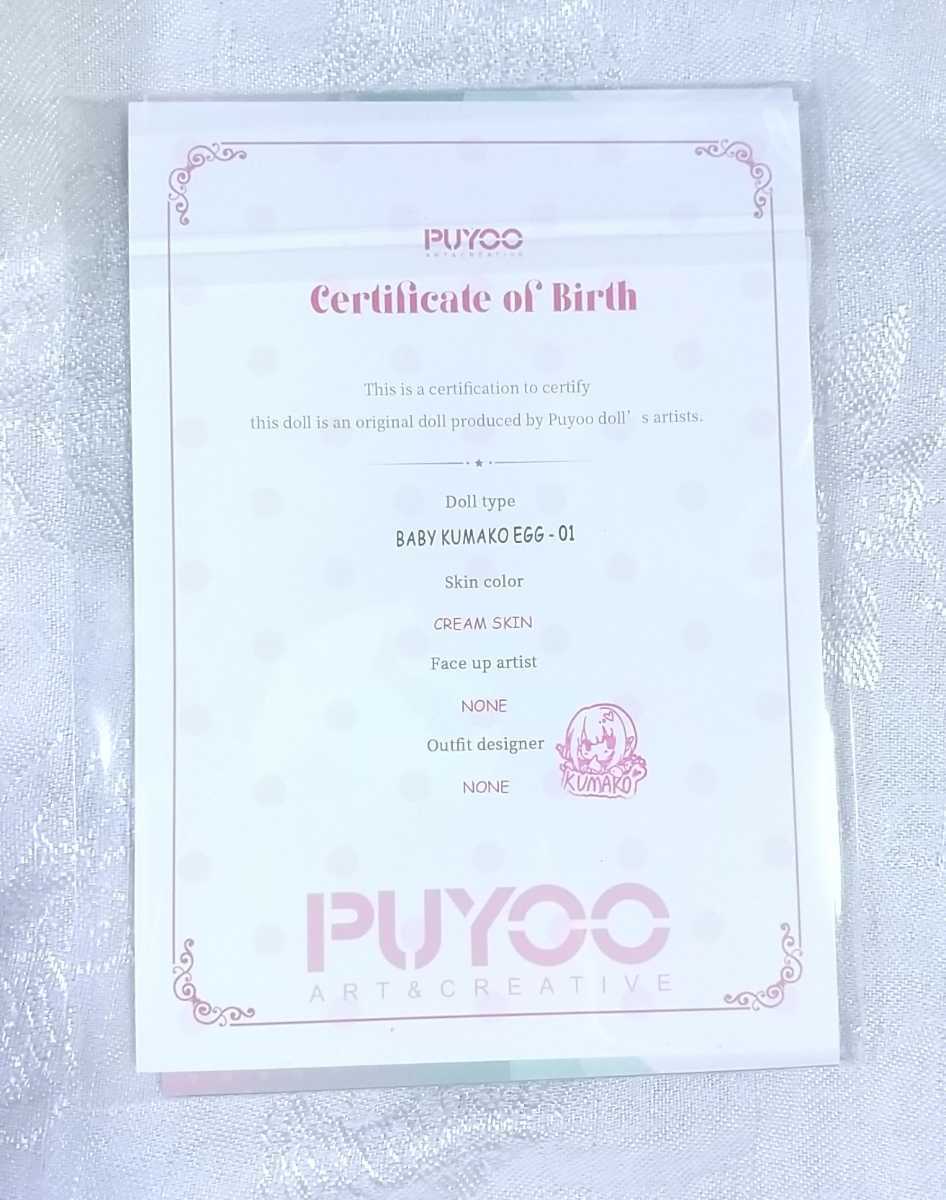 PUYOO
ART&CREATIVE
Certificate of Birth
This is a certification to certify
this doll is an original doll produced by Puyoo doll’s artists.
Doll type
BABY KUMAKO EGG - 01
Skin color
CREAM SKIN
Face up artist
NONE
Outfit designer
NONE
KUMAKO
PUYOO
ART&CREATIVE